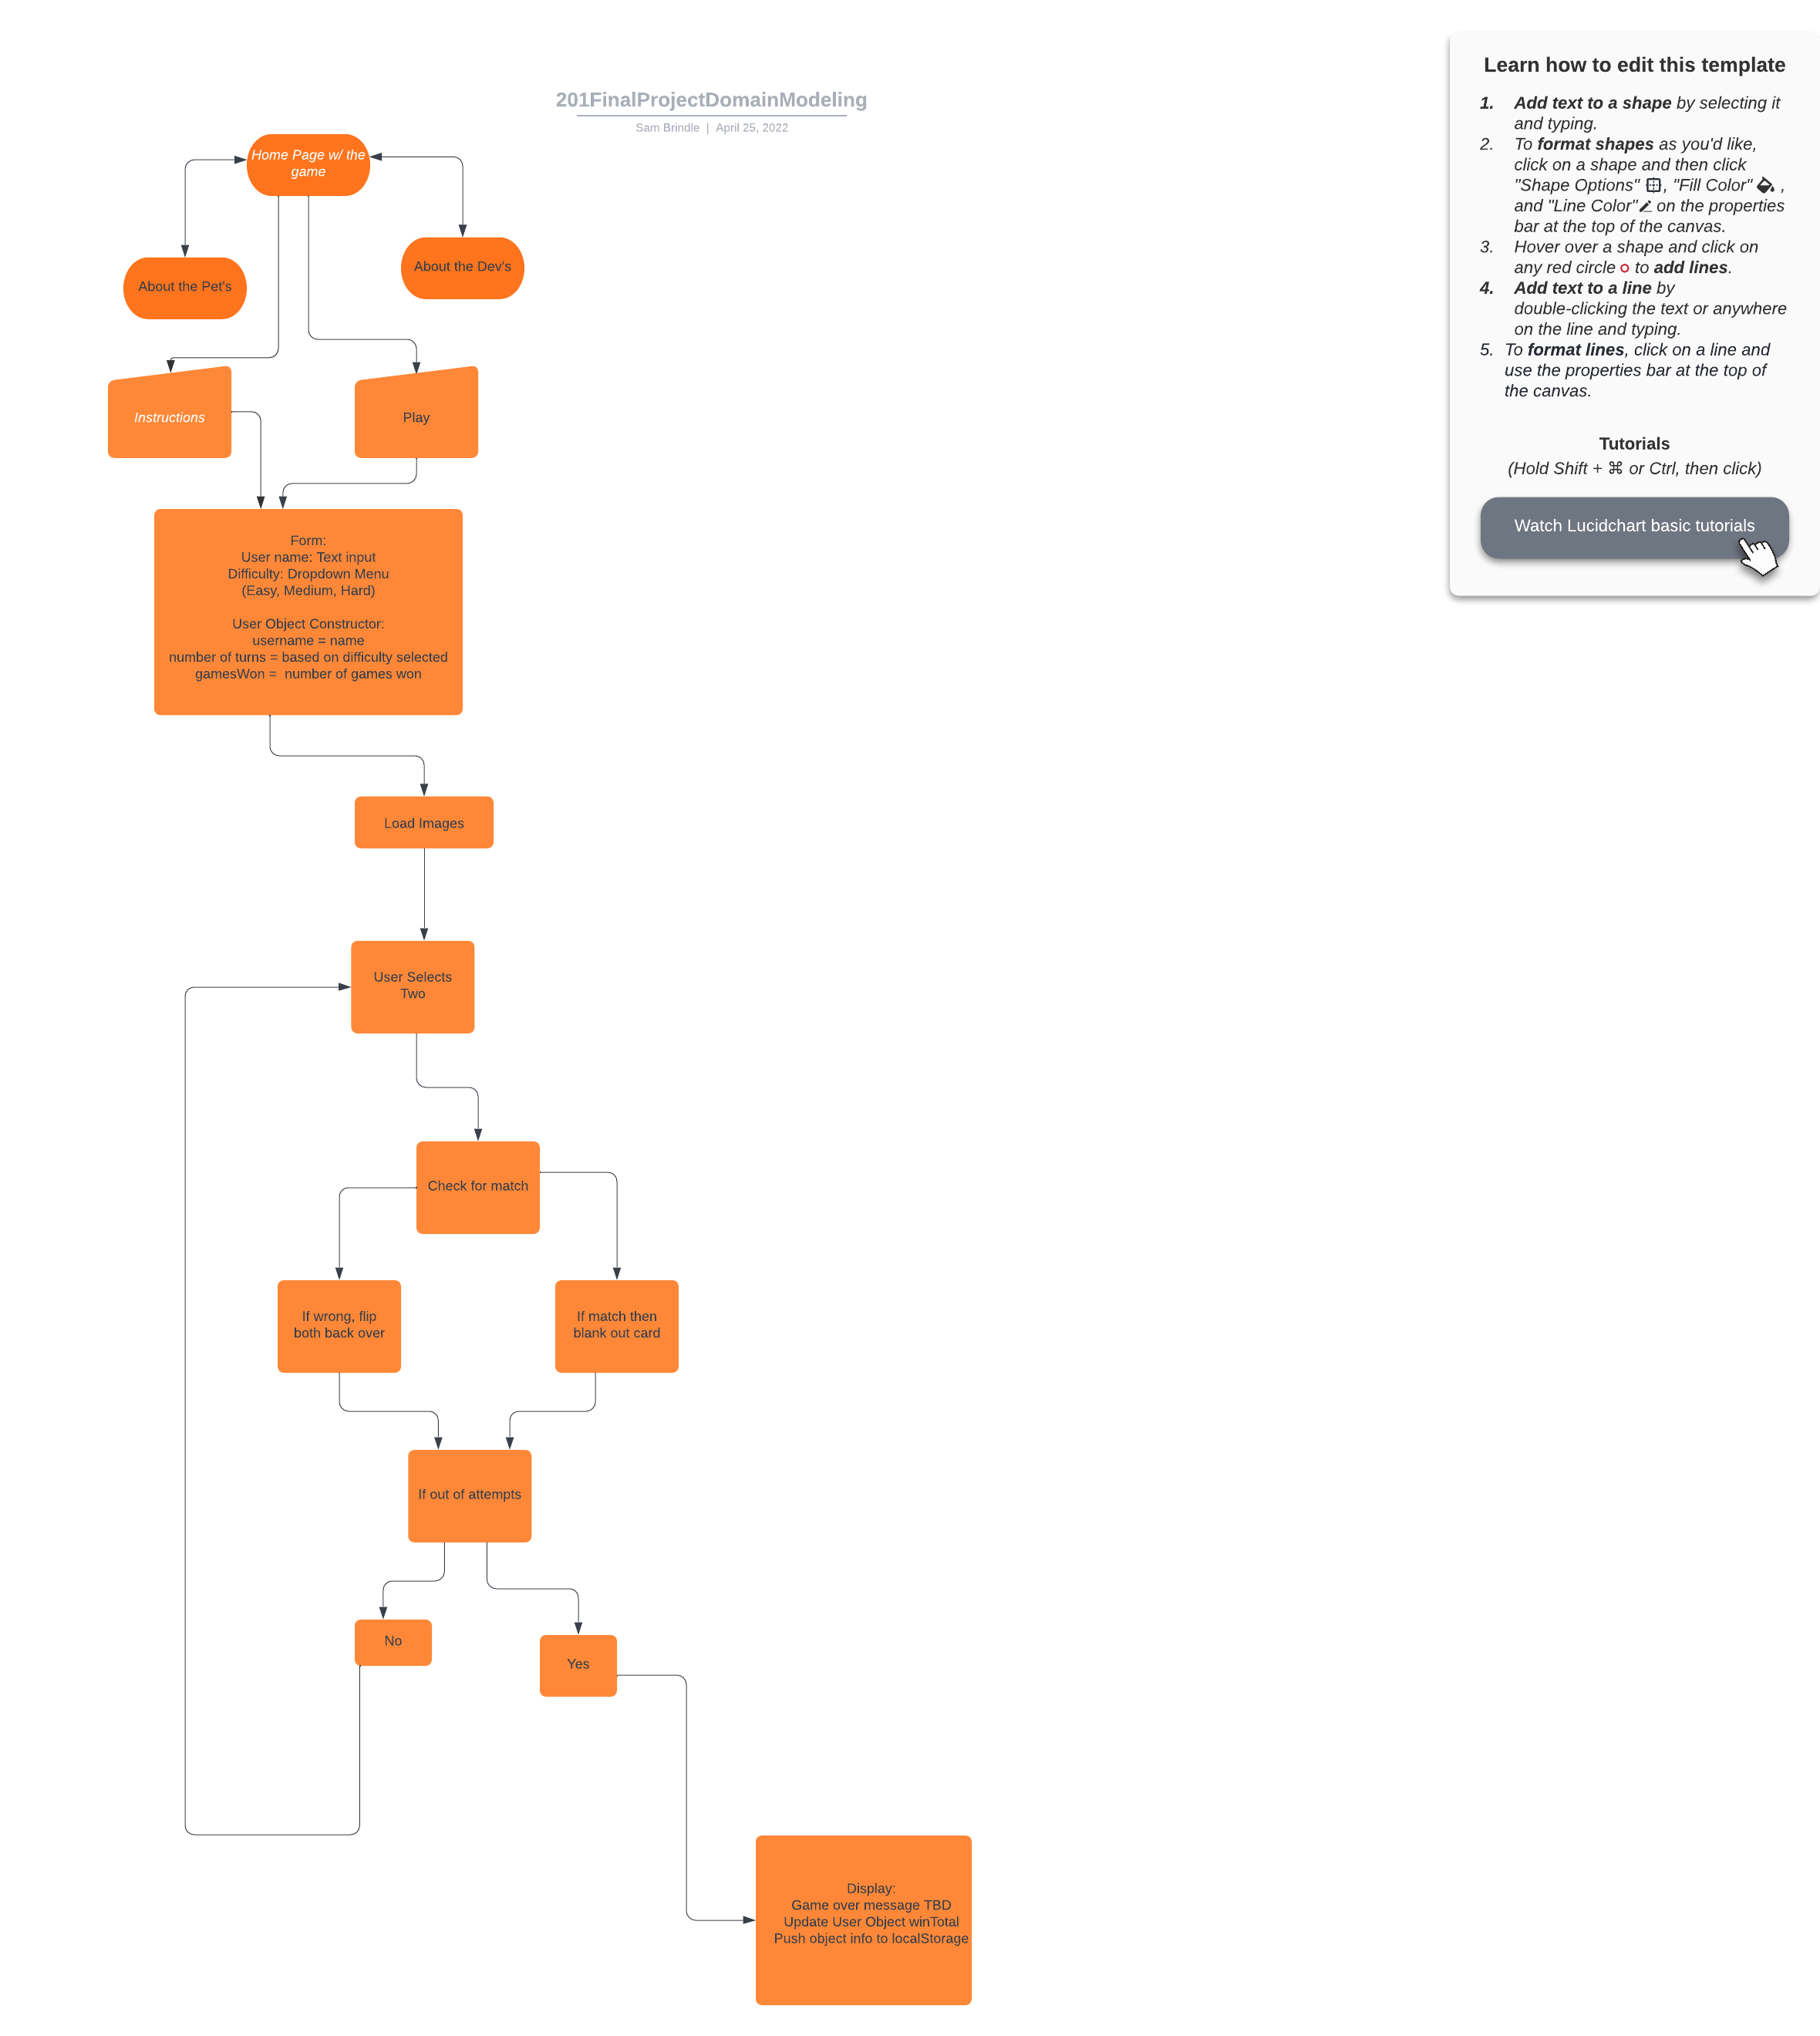 201FinalProjectDomainModeling
Sam Brindle | April 25, 2022
Home Page w/ the
game
About the Pet's
About the Dev's
Instructions
Play
Form:
User name: Text input
Difficulty: Dropdown Menu
(Easy, Medium, Hard)
User Object Constructor:
username = name
number of turns = based on difficulty selected
gamesWon = number of games won
Load Images
User Selects
Two
Check for match
If wrong, flip
both back over
If match then
blank out card
If out of attempts
No
Yes
Display:
Game over message TBD
Update User Object winTotal
Push object info to localStorage
Learn how to edit this template
1. Add text to a shape by selecting it
and typing.
2. To format shapes as you'd like,
click on a shape and then click
"Shape Options" , "Fill Color" ,
and "Line Color" on the properties
bar at the top of the canvas.
3. Hover over a shape and click on
any red circle to add lines.
4. Add text to a line by
double-clicking the text or anywhere
on the line and typing.
5. To format lines, click on a line and
use the properties bar at the top of
the canvas.
Tutorials
(Hold Shift + ⌘ or Ctrl, then click)
Watch Lucidchart basic tutorials